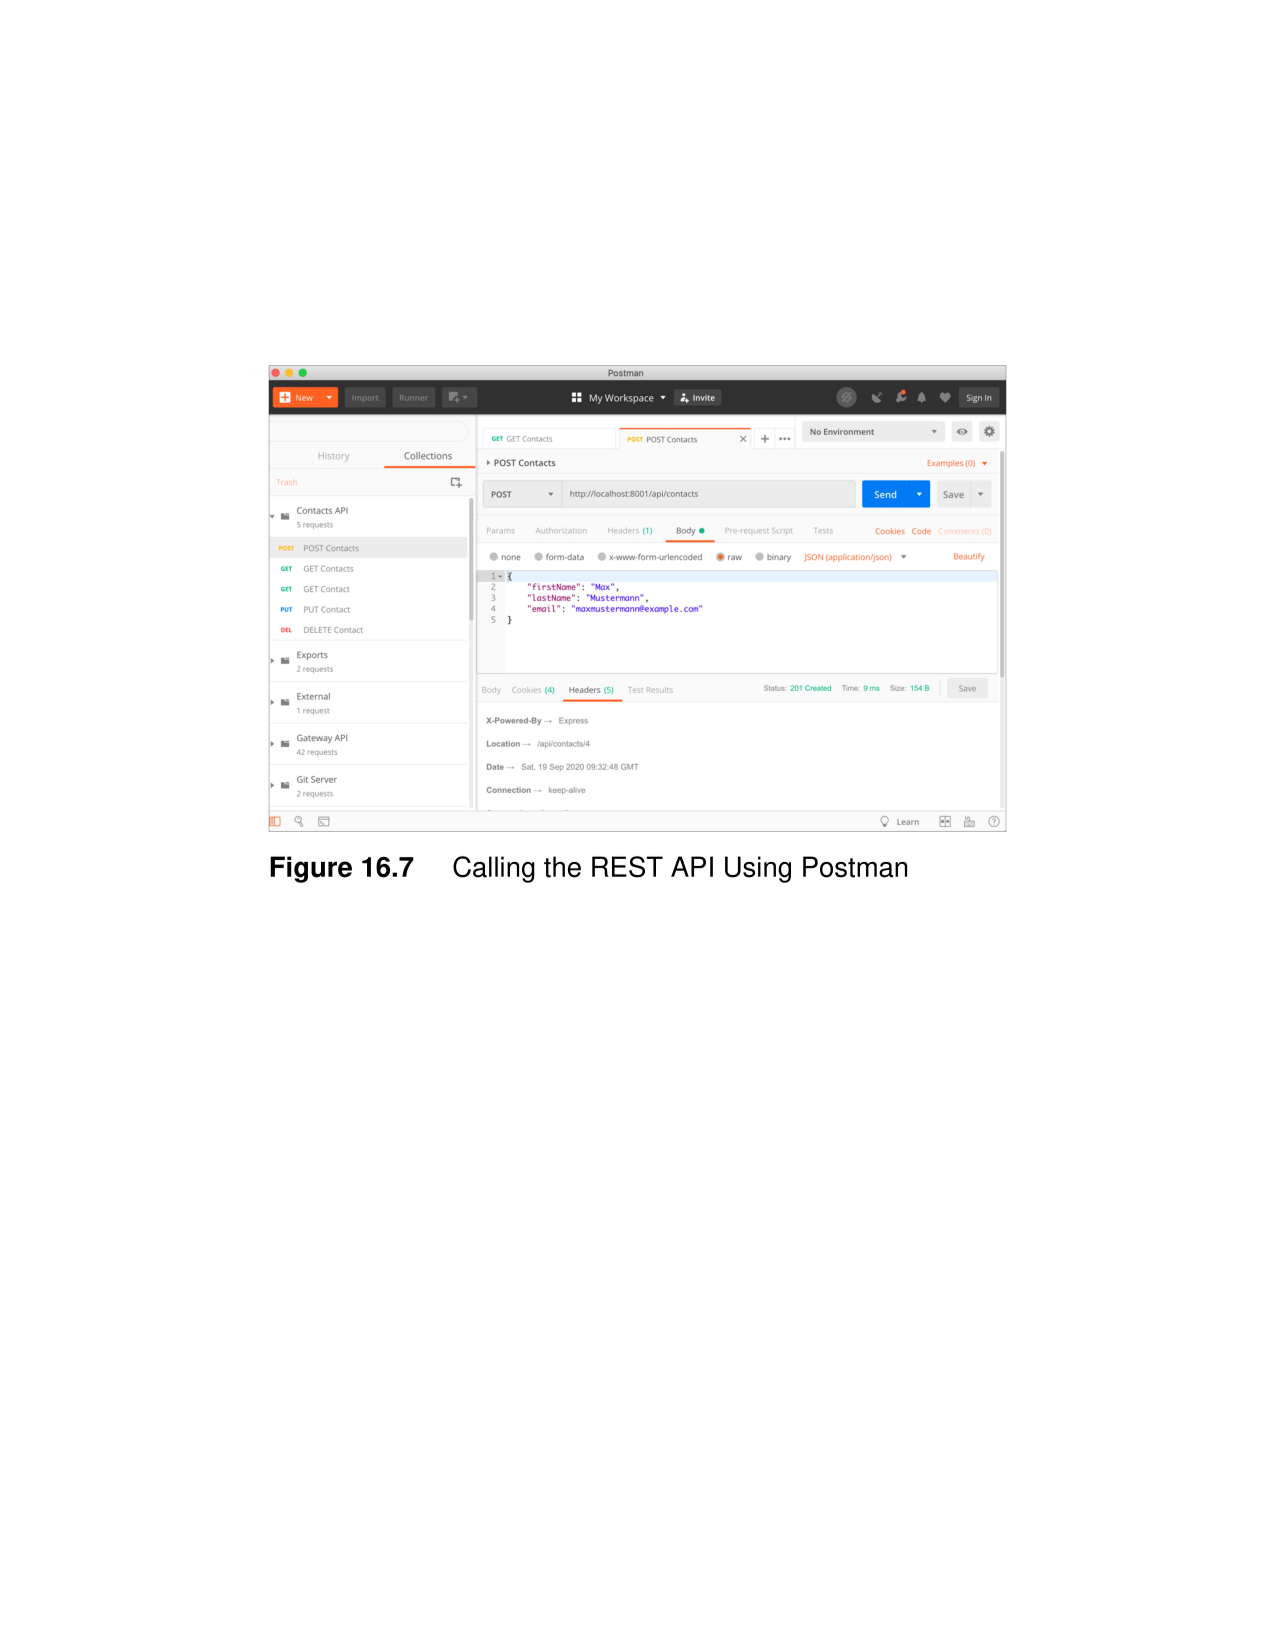 Postman
New Import Runner My Workspace Invite Sign In
History Collections
Trash
Contacts API
5 requests
POST POST Contacts
GET GET Contacts
GET GET Contact
PUT PUT Contact
DEL DELETE Contact
Exports
2 requests
External
1 request
Gateway API
42 requests
Git Server
2 requests
GET GET Contacts POST POST Contacts No Environment
POST Contacts Examples (0)
POST http://localhost:8001/api/contacts Send Save
Params Authorization Headers (1) Body Pre-request Script Tests Cookies Code Comments (0)
none form-data x-www-form-urlencoded raw binary JSON (application/json) Beautify
1 {
2 "firstName": "Max",
3 "lastName": "Mustermann",
4 "email": "maxmustermann@example.com"
5 }
Body Cookies (4) Headers (5) Test Results Status: 201 Created Time: 9 ms Size: 154 B Save
X-Powered-By → Express
Location → /api/contacts/4
Date → Sat, 19 Sep 2020 09:32:48 GMT
Connection → keep-alive
Learn
Figure 16.7 Calling the REST API Using Postman